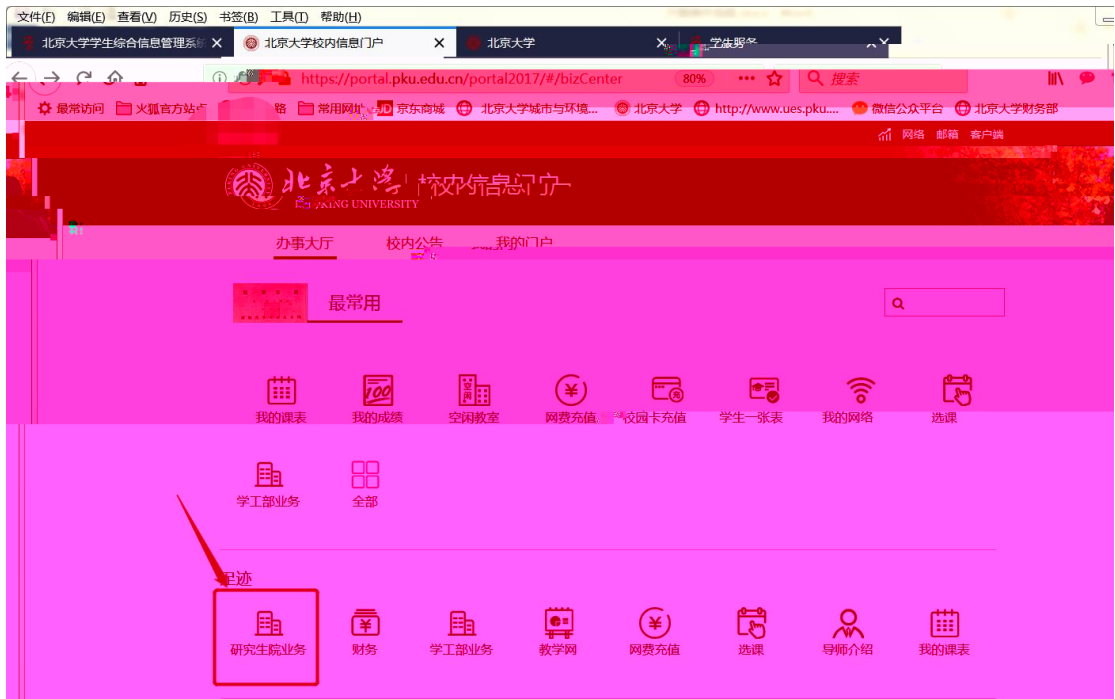 文件(F) 编辑(E) 查看(V) 历史(S) 书签(B) 工具(T) 帮助(H)
北京大学学生综合信息管理系统 北京大学校内信息门户 北京大学
https://portal.pku.edu.cn/portal2017/#/bizCenter 80% 搜索
最常访问 火狐官方站点 常用网址 JD 京东商城 北京大学城市与环境... 北京大学 http://www.ues.pku.... 微信公众平台 北京大学财务部
网络 邮箱 客户端
北京大学 校内信息门户
UNIVERSITY
办事大厅 校内公告 我的门户
最常用
我的课表 我的成绩 空闲教室 网费充值 校园卡充值 学生一张表 我的网络 选课
学工部业务 全部
足迹
研究生院业务 财务 学工部业务 教学网 网费充值 选课 导师介绍 我的课表